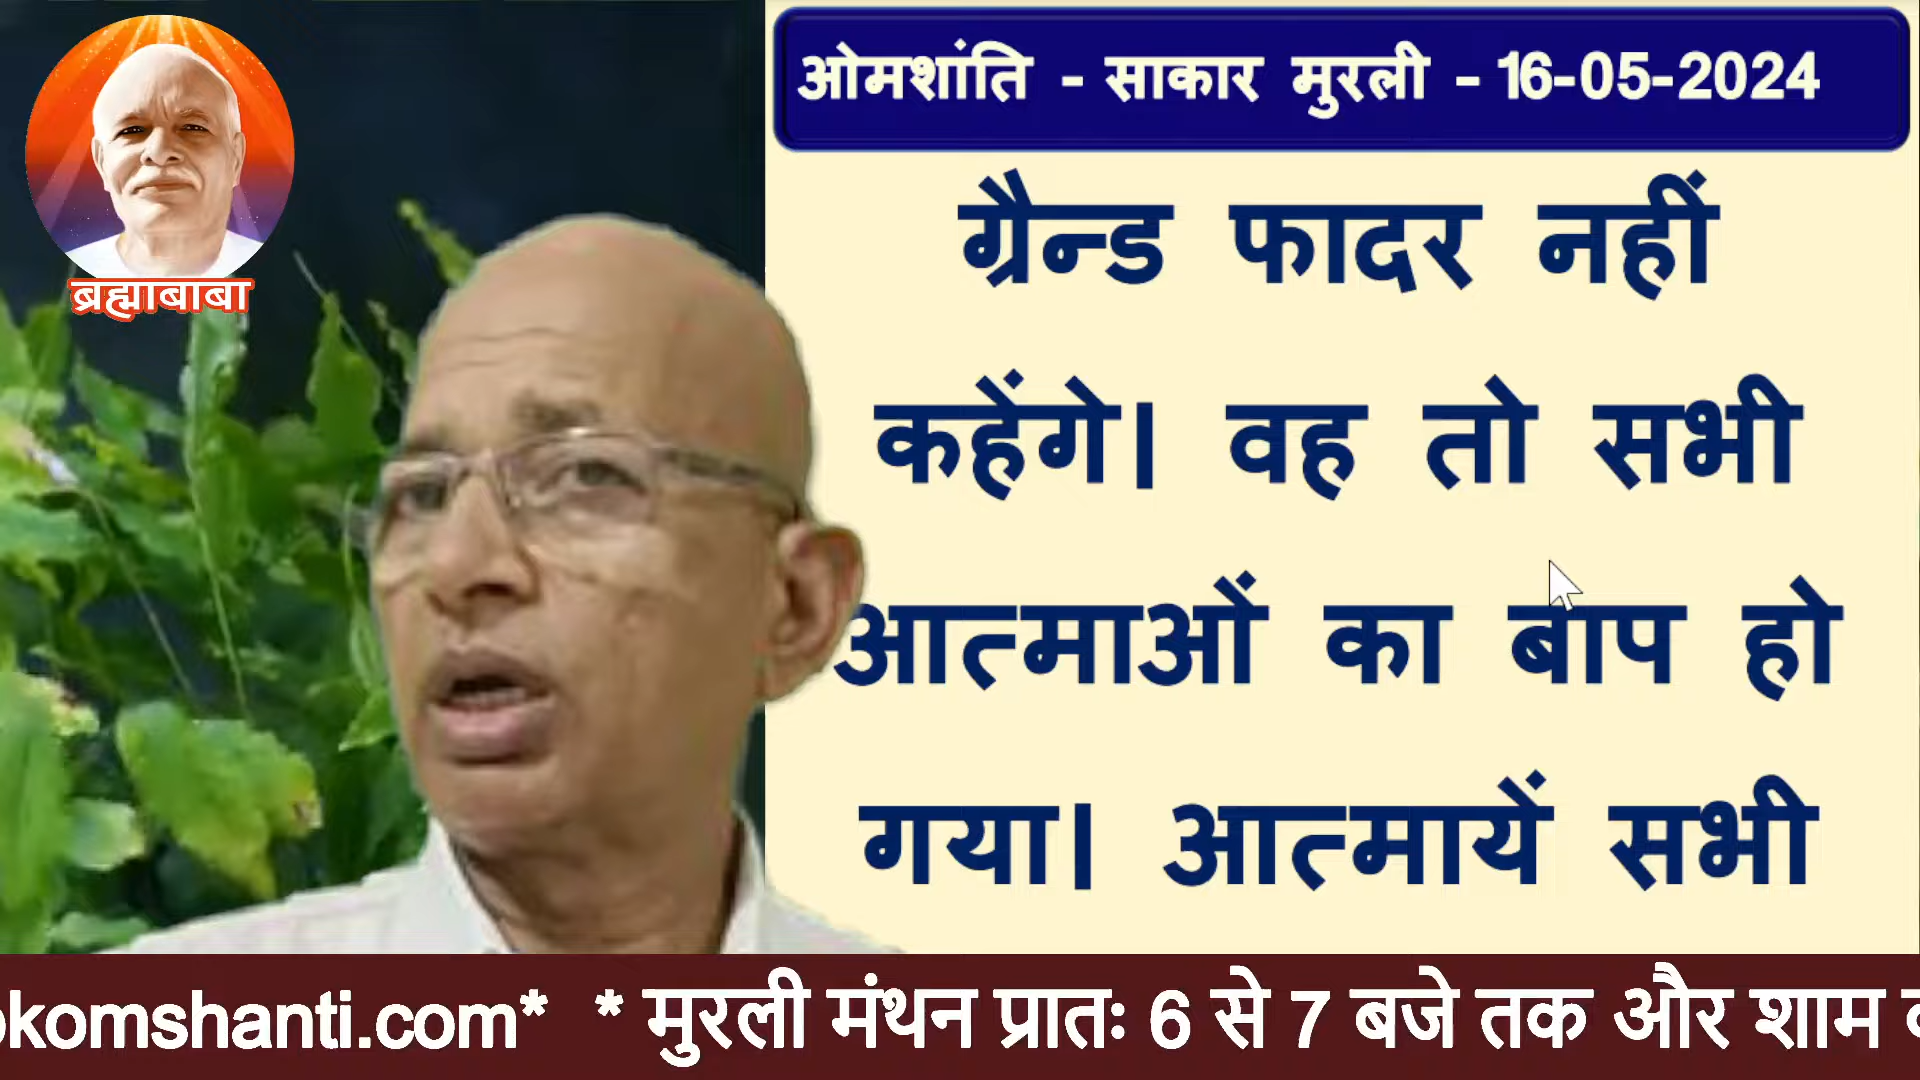 ओमशांति - साकार मुरली - 16-05-2024
ब्रह्माबाबा
ग्रैन्ड फादर नहीं
कहेंगे। वह तो सभी
आत्माओं का बाप हो
गया। आत्मायें सभी
okomshanti.com* * मुरली मंथन प्रातः 6 से 7 बजे तक और शाम